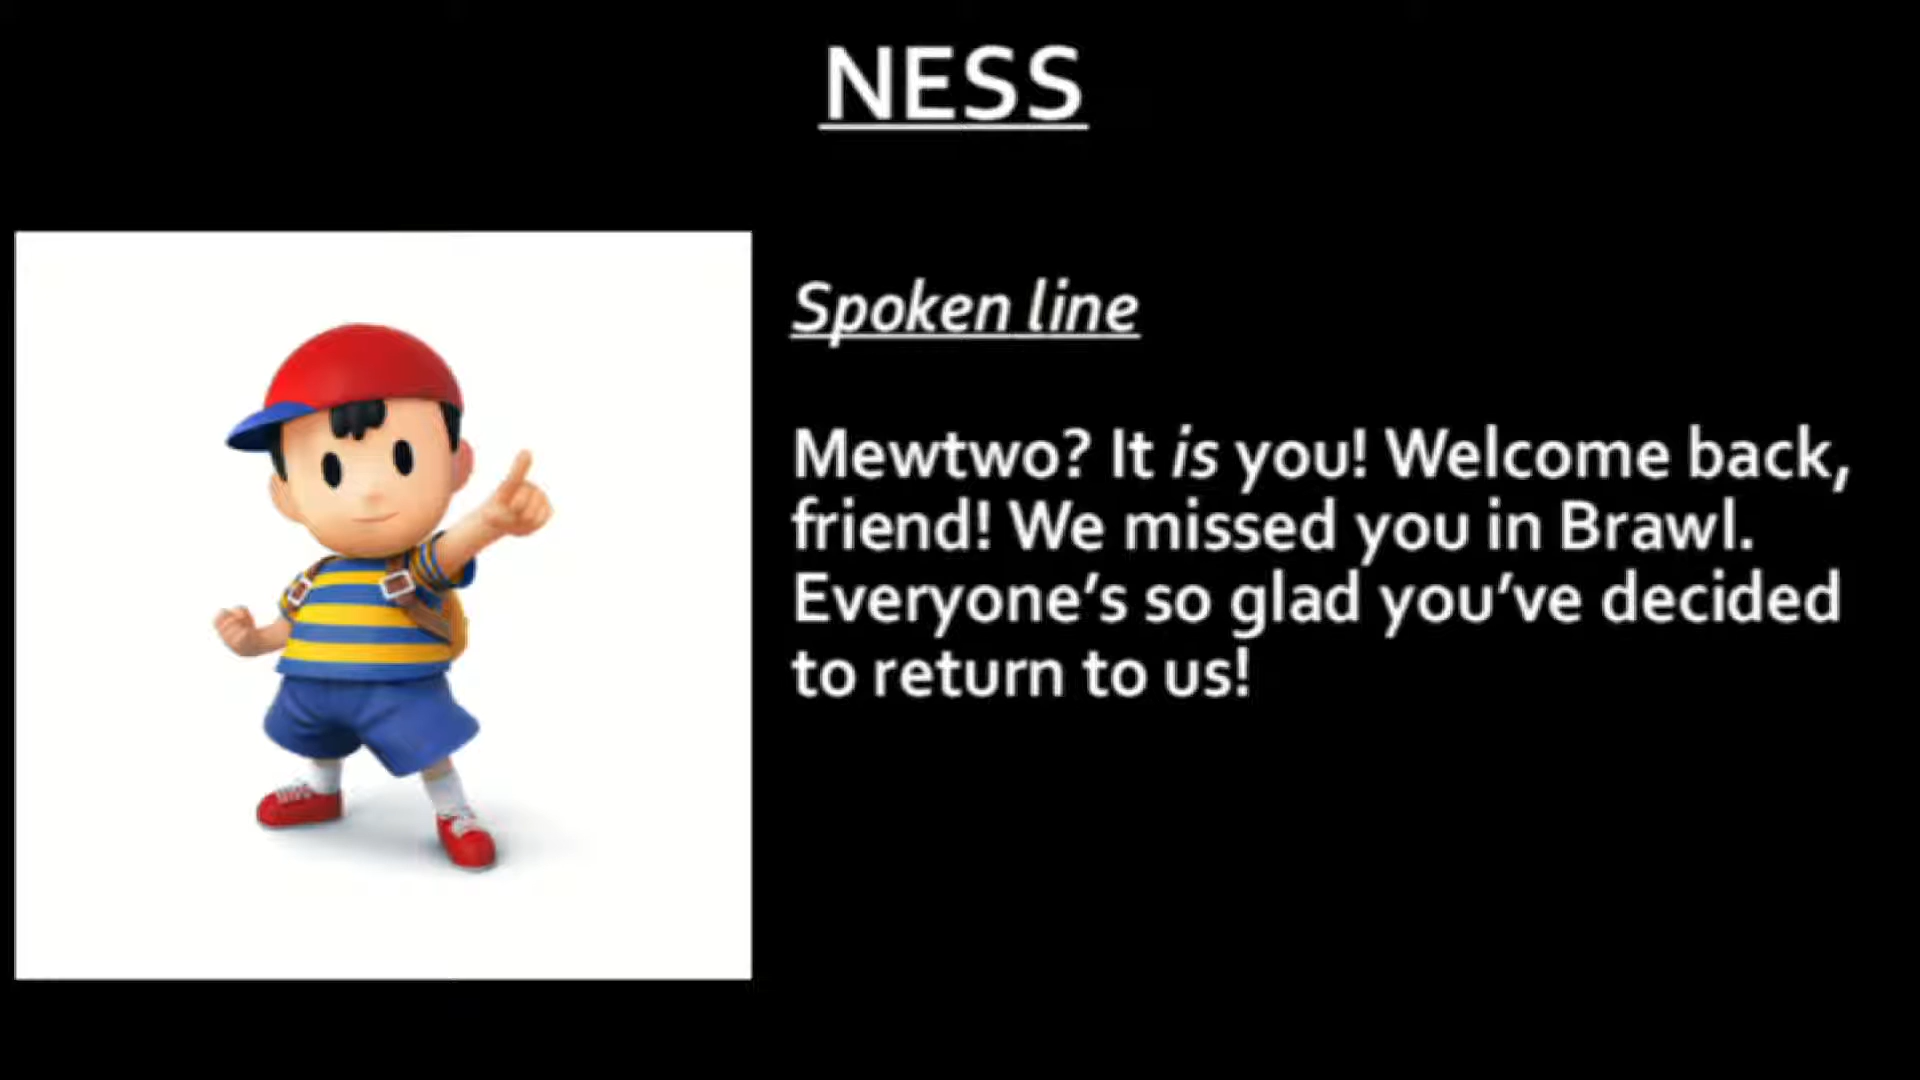 NESS
Spoken line
Mewtwo? It is you! Welcome back,
friend! We missed you in Brawl.
Everyone’s so glad you’ve decided
to return to us!